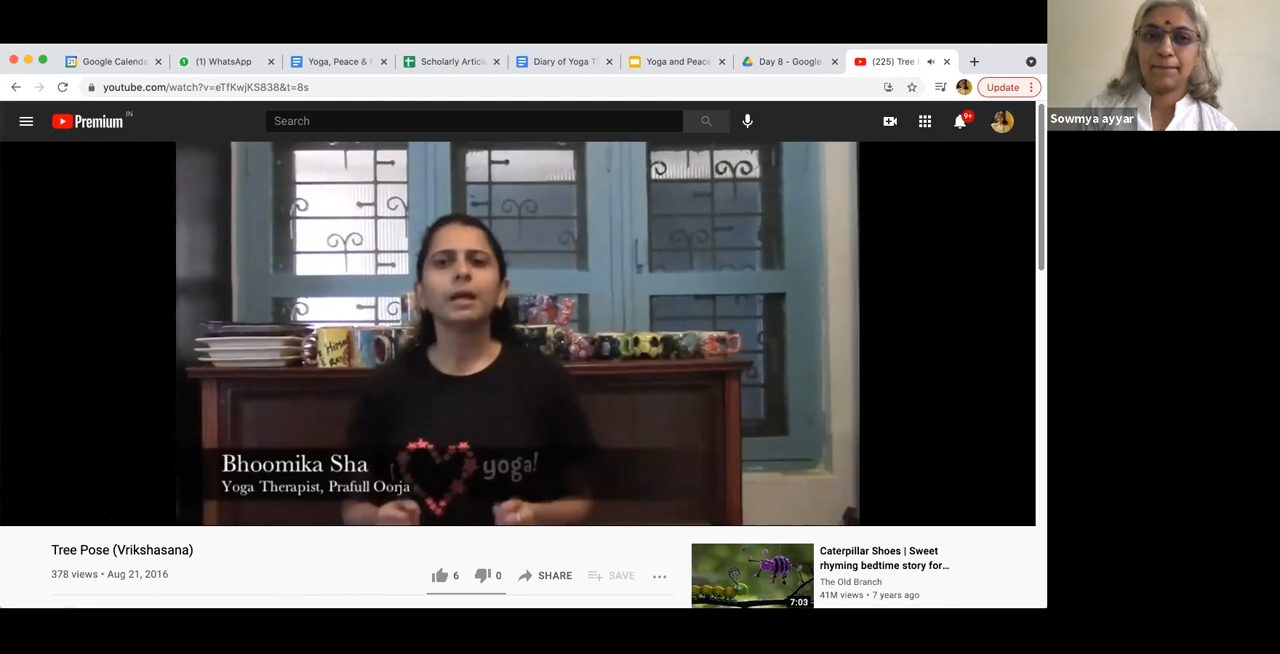 Google Calenda
(1) WhatsApp
Yoga, Peace &
Scholarly Article
Diary of Yoga T
Yoga and Peace
Day 8 - Google
(225) Tree
youtube.com/watch?v=eTfKwjKS838&t=8s
Update
Premium IN
Search
9+
Sowmya ayyar
yoga!
Bhoomika Sha
Yoga Therapist, Prafull Oorja
Tree Pose (Vrikshasana)
378 views • Aug 21, 2016
6
0
SHARE
SAVE
7:03
Caterpillar Shoes | Sweet
rhyming bedtime story for...
The Old Branch
41M views • 7 years ago